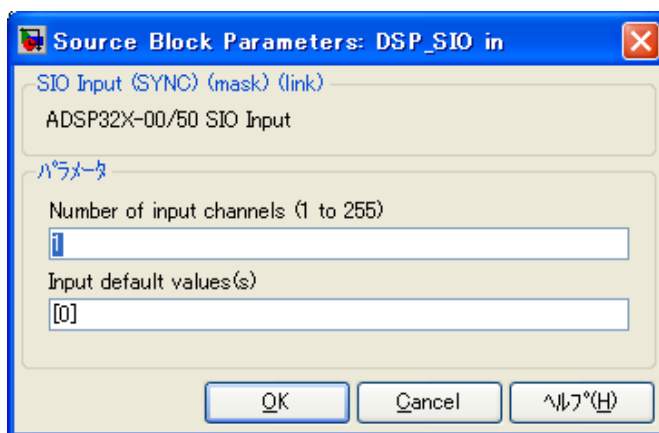 Source Block Parameters: DSP_SIO in
SIO Input (SYNC) (mask) (link)
ADSP32X-00/50 SIO Input
パラメータ
Number of input channels (1 to 255)
1
Input default values(s)
[0]
OK Cancel ヘルプ(H)